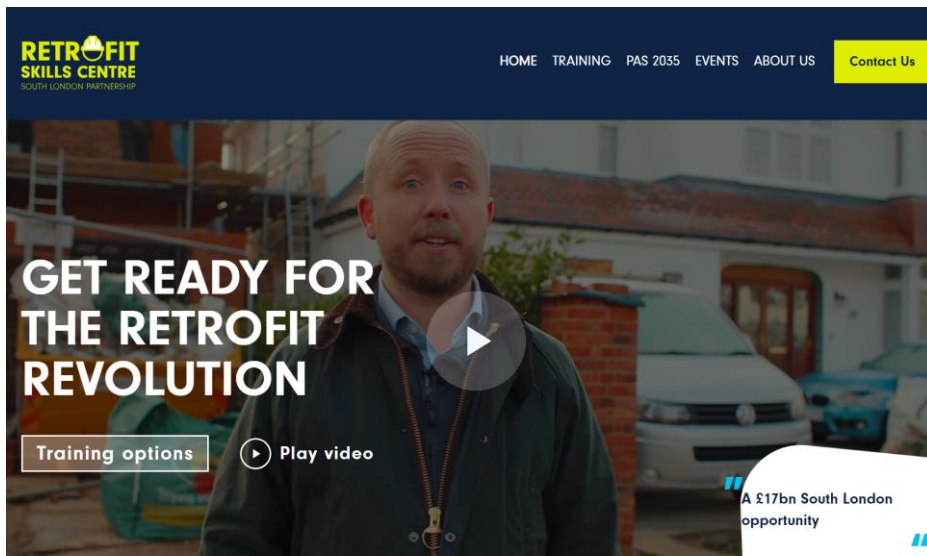 RETROFIT
SKILLS CENTRE
SOUTH LONDON PARTNERSHIP
HOME TRAINING PAS 2035 EVENTS ABOUT US Contact Us
GET READY FOR
THE RETROFIT
REVOLUTION
Training options Play video
"A £17bn South London
opportunity"